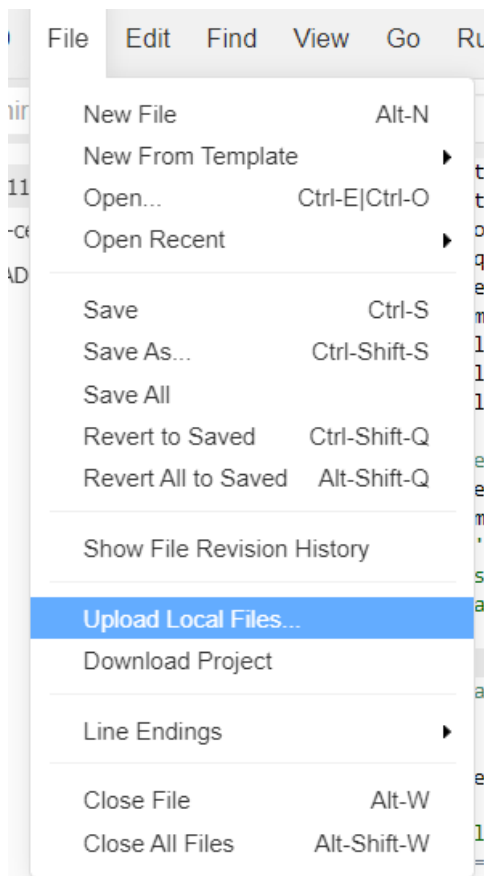 File Edit Find View Go
New File Alt-N
New From Template
Open... Ctrl-E|Ctrl-O
Open Recent
Save Ctrl-S
Save As... Ctrl-Shift-S
Save All
Revert to Saved Ctrl-Shift-Q
Revert All to Saved Alt-Shift-Q
Show File Revision History
Upload Local Files...
Download Project
Line Endings
Close File Alt-W
Close All Files Alt-Shift-W